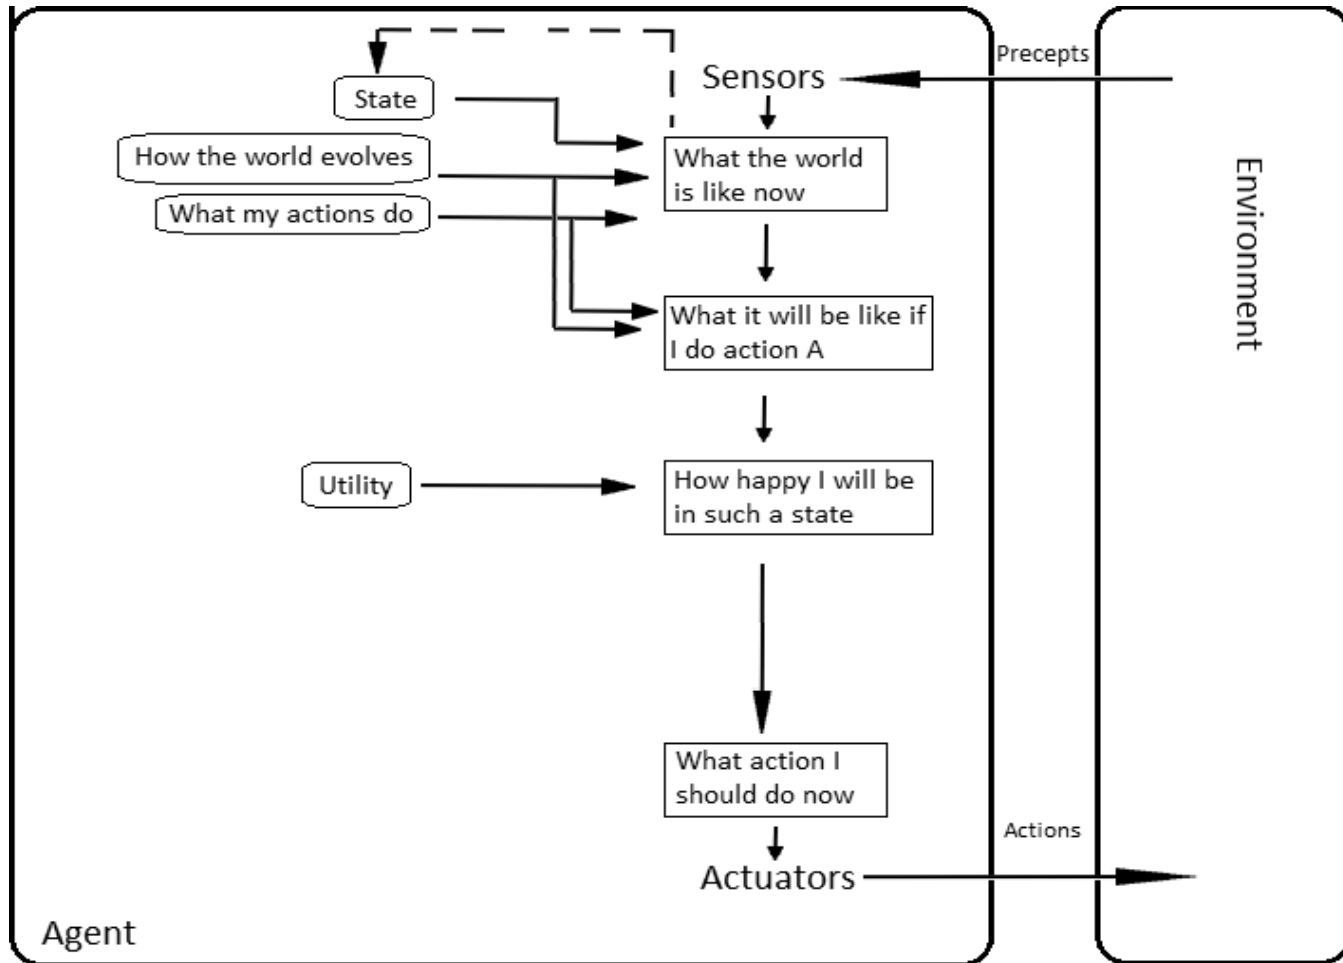 Precepts
Sensors
State
How the world evolves
What the world
is like now
What my actions do
Environment
What it will be like if
I do action A
Utility
How happy I will be
in such a state
What action I
should do now
Actions
Actuators
Agent